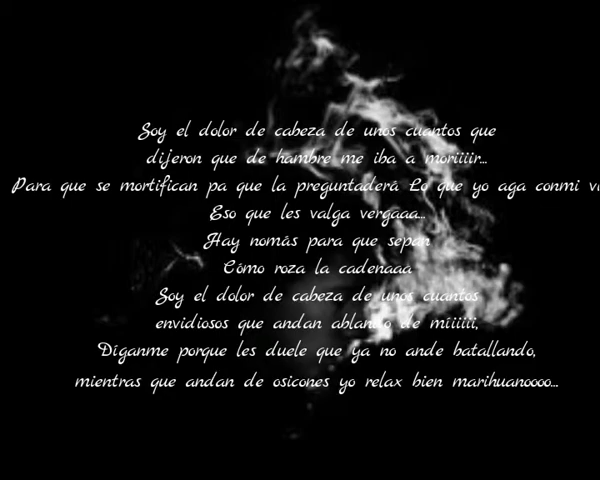 Soy el dolor de cabeza de unos cuantos que
dijeron que de hambre me iba a moriiiir...
Para que se mortifican pa que la preguntaderá Lo que yo aga conmi
Eso que les valga vergaaa...
Hay nomás para que sepan
Cómo roza la cadenaaá
Soy el dolor de cabeza de unos cuantos
envidiosos que andan ablando de miiiiii,
Díganme porque les duele que ya no ande batallando,
mientras que andan de osicones yo relax bien marihuanoooo...